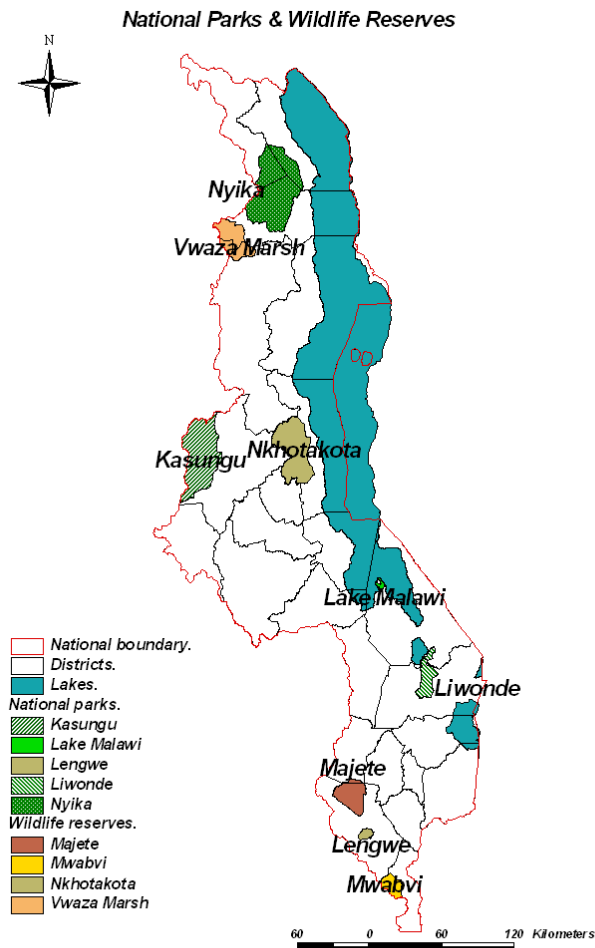 National Parks & Wildlife Reserves
N
Nyika
Vwaza Marsh
Nkhotakota
Kasungu
Lake Malawi
Liwonde
Majete
Lengwe
Mwabvi
National boundary.
Districts.
Lakes.
National parks.
Kasungu
Lake Malawi
Lengwe
Liwonde
Nyika
Wildlife reserves.
Majete
Mwabvi
Nkhotakota
Vwaza Marsh
60 0 60 120 Kilometers